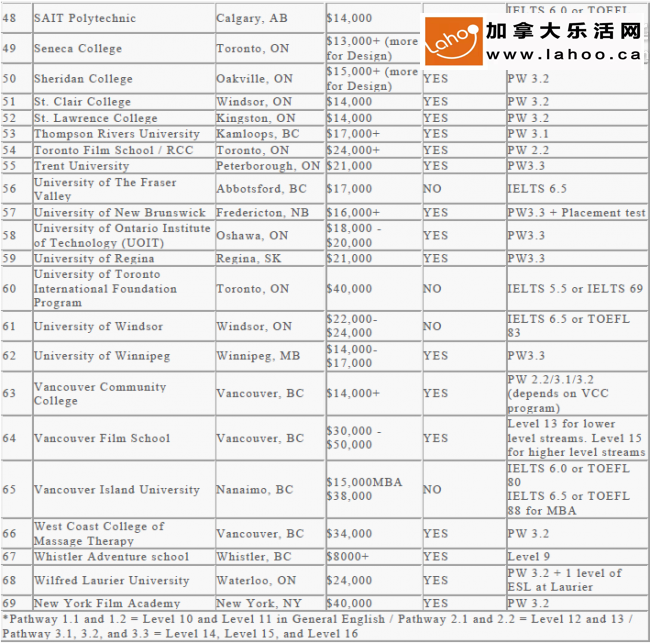 48 SAIT Polytechnic Calgary, AB $14,000
Lahoo
加拿大乐活网
www.lahoo.ca
49 Seneca College Toronto, ON $13,000+ (more
for Design)
50 Sheridan College Oakville, ON $15,000+ (more
for Design) YES PW 3.2
51 St. Clair College Windsor, ON $14,000 YES PW 3.2
52 St. Lawrence College Kingston, ON $14,000 YES PW 3.2
53 Thompson Rivers University Kamloops, BC $17,000+ YES PW 3.1
54 Toronto Film School / RCC Toronto, ON $24,000+ YES PW 2.2
55 Trent University Peterborough, ON $21,000 YES PW3.3
56 University of The Fraser
Valley Abbotsford, BC $17,000 NO IELTS 6.5
57 University of New Brunswick Fredericton, NB $16,000+ YES PW3.3 + Placement test
58 University of Ontario Institute
of Technology (UOIT) Oshawa, ON $18,000 -
$20,000 YES PW3.3
59 University of Regina Regina, SK $21,000 YES PW3.3
60 University of Toronto
International Foundation
Program Toronto, ON $40,000 NO IELTS 5.5 or IELTS 69
61 University of Windsor Windsor, ON $22,000-
$24,000 NO IELTS 6.5 or TOEFL
83
62 University of Winnipeg Winnipeg, MB $14,000-
$17,000 YES PW3.3
63 Vancouver Community
College Vancouver, BC $14,000+ YES PW 2.2/3.1/3.2
(depends on VCC
program)
64 Vancouver Film School Vancouver, BC $30,000 -
$50,000 YES Level 13 for lower
level streams. Level 15
for higher level streams
65 Vancouver Island University Nanaimo, BC $15,000MBA
$38,000 NO IELTS 6.0 or TOEFL
80
IELTS 6.5 or TOEFL
88 for MBA
66 West Coast College of
Massage Therapy Vancouver, BC $34,000 YES PW 3.2
67 Whistler Adventure school Whistler, BC $8000+ YES Level 9
68 Wilfred Laurier University Waterloo, ON $24,000 YES PW 3.2 + 1 level of
ESL at Laurier
69 New York Film Academy New York, NY $40,000 YES PW 3.2
*Pathway 1.1 and 1.2 = Level 10 and Level 11 in General English / Pathway 2.1 and 2.2 = Level 12 and 13 /
Pathway 3.1, 3.2, and 3.3 = Level 14, Level 15, and Level 16